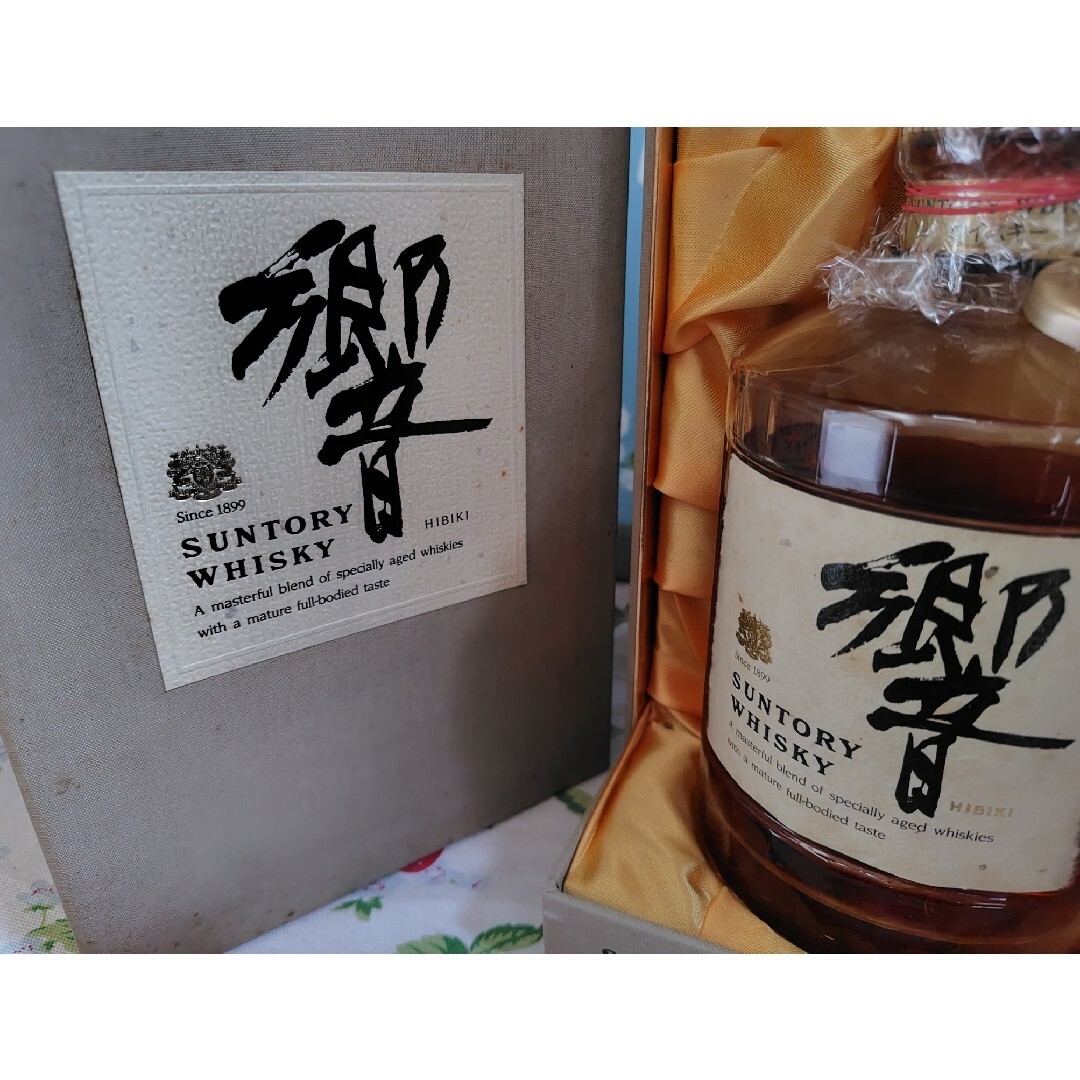 響
Since 1899
SUNTORY
WHISKY
HIBIKI
A masterful blend of specially aged whiskies
with a mature full-bodied taste
響
Since 1899
SUNTORY
WHISKY
HIBIKI
A masterful blend of specially aged whiskies
with a mature full-bodied taste